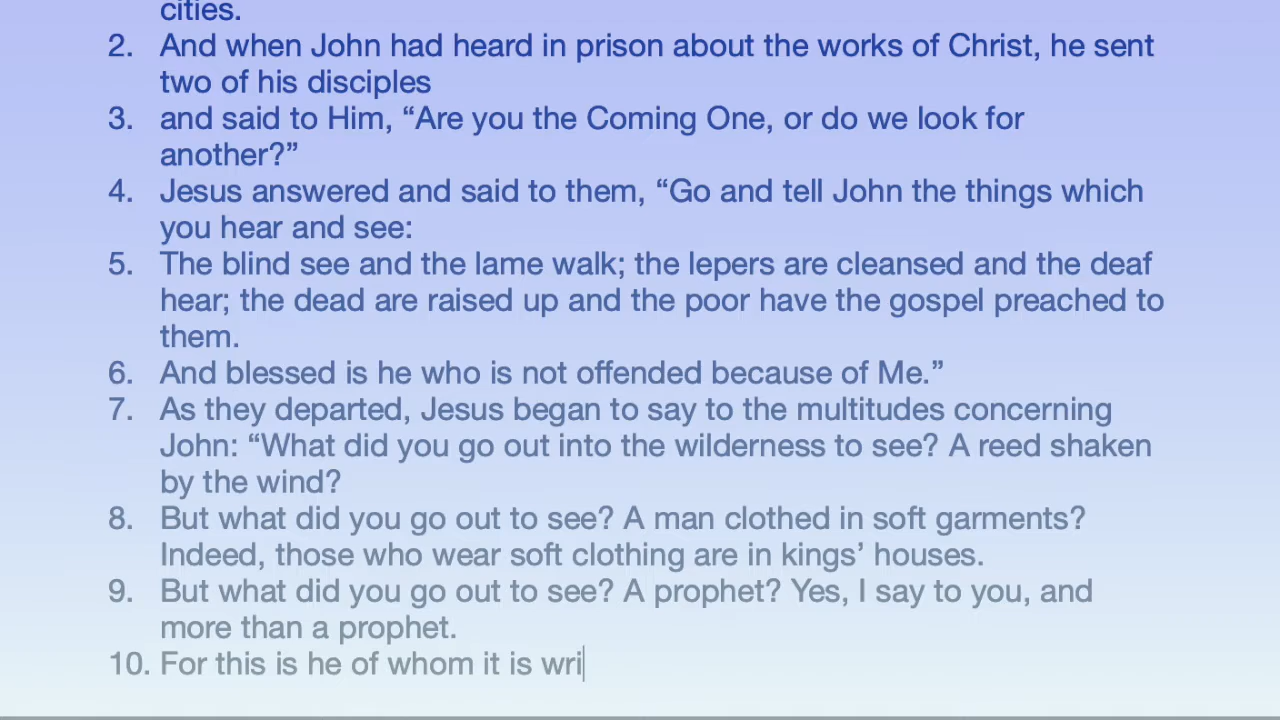 cities.
2. And when John had heard in prison about the works of Christ, he sent
two of his disciples
3. and said to Him, “Are you the Coming One, or do we look for
another?”
4. Jesus answered and said to them, “Go and tell John the things which
you hear and see:
5. The blind see and the lame walk; the lepers are cleansed and the deaf
hear; the dead are raised up and the poor have the gospel preached to
them.
6. And blessed is he who is not offended because of Me.”
7. As they departed, Jesus began to say to the multitudes concerning
John: “What did you go out into the wilderness to see? A reed shaken
by the wind?
8. But what did you go out to see? A man clothed in soft garments?
Indeed, those who wear soft clothing are in kings’ houses.
9. But what did you go out to see? A prophet? Yes, I say to you, and
more than a prophet.
10. For this is he of whom it is wri